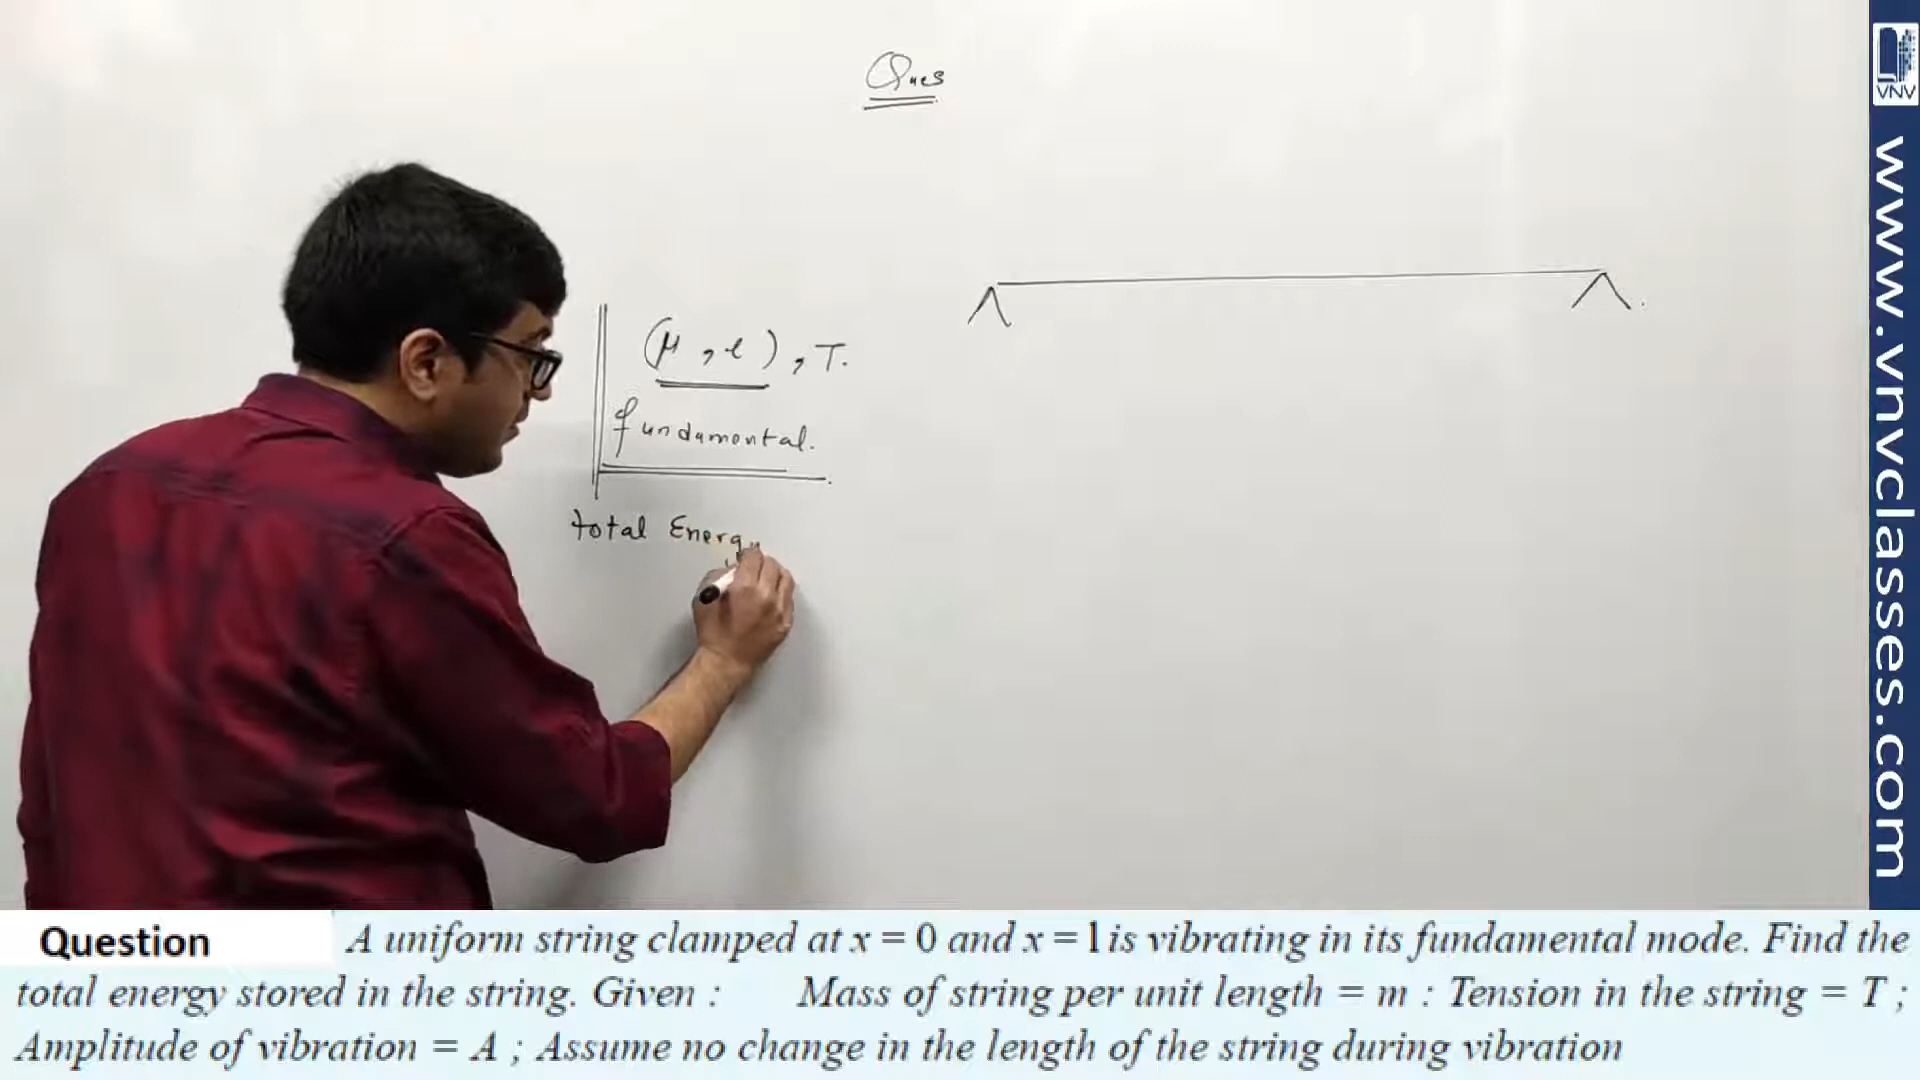 Ques
(μ, l), T.
fundamental.
total Energy
VNV
www.vnvclasses.com
Question A uniform string clamped at x = 0 and x = l is vibrating in its fundamental mode. Find the
total energy stored in the string. Given : Mass of string per unit length = m : Tension in the string = T ;
Amplitude of vibration = A ; Assume no change in the length of the string during vibration